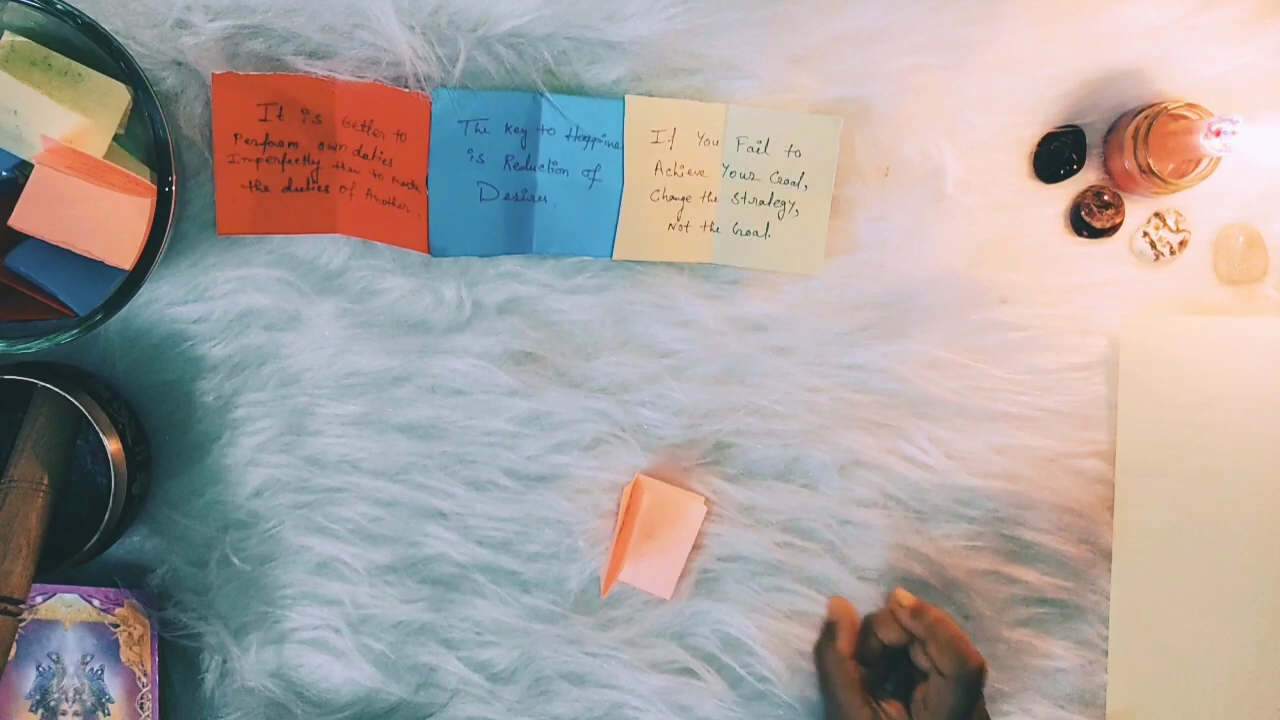 It is Better to
Perform own duties
Imperfectly than to master
the duties of Another.
The Key to Happine
is Reduction of
Desires.
If You Fail to
Achieve Your Goal,
Change the Strategy,
Not the Goal.